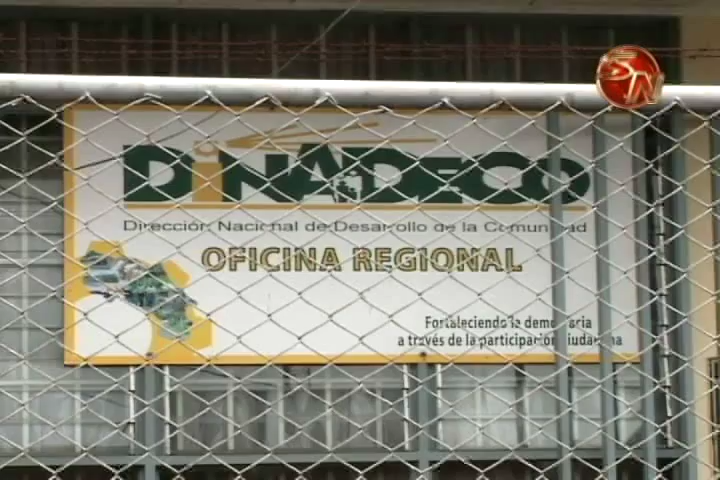 DiNADECO
Dirección Nacional de Desarrollo de la Comunidad
OFICINA REGIONAL
Fortaleciendo la democracia
a través de la participación ciudadana